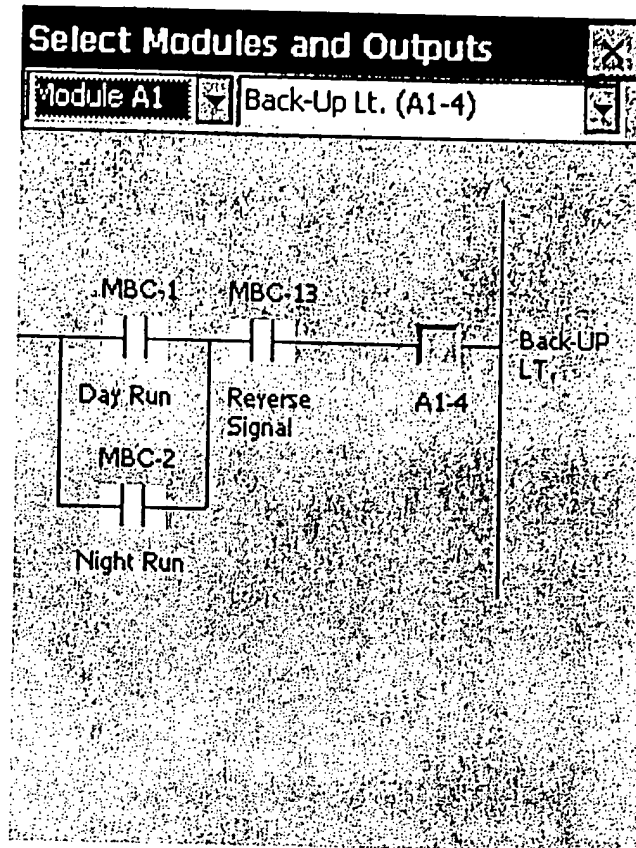 Select Modules and Outputs
Module A1 Back-Up Lt. (A1-4)
MBC-1 MBC-13
Day Run
Reverse
Signal
A1-4
Back-UP
LT.
MBC-2
Night Run